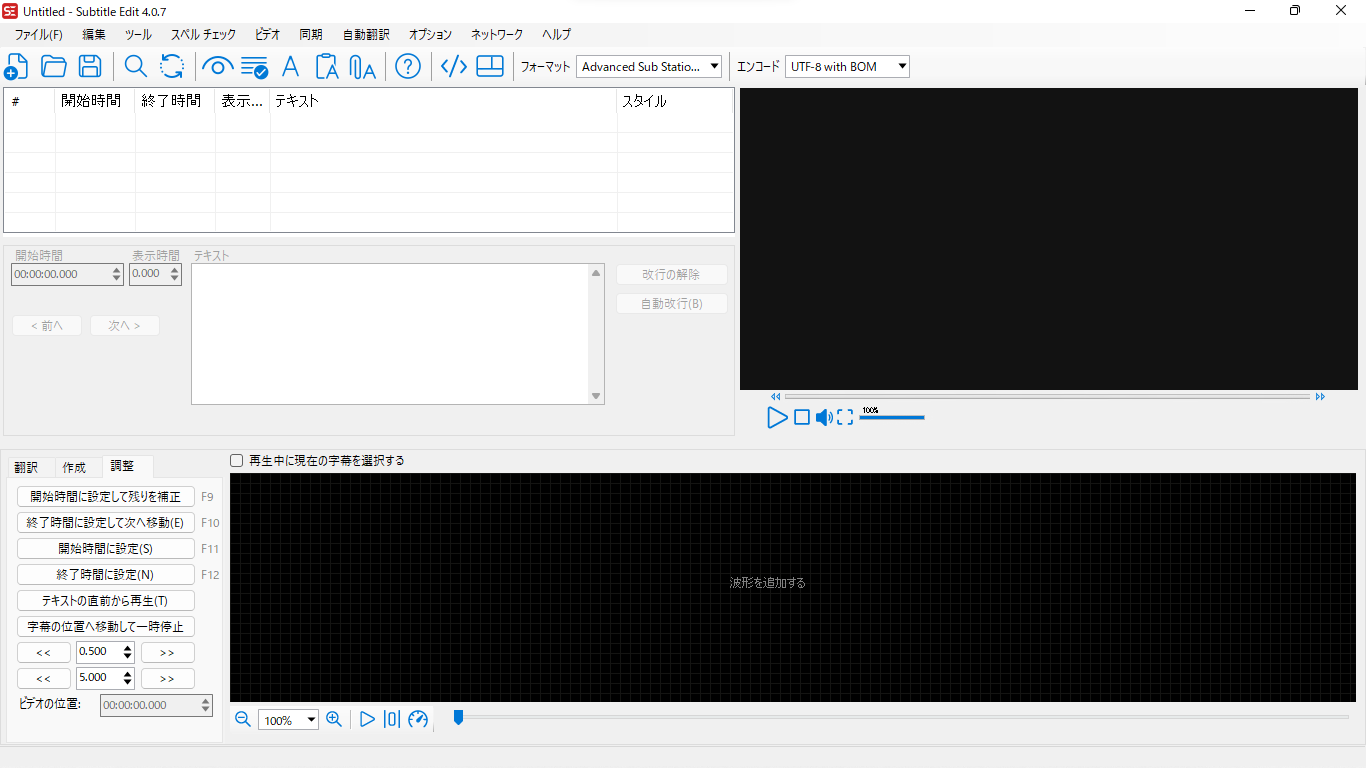 SE Untitled - Subtitle Edit 4.0.7
ファイル(F) 編集 ツール スペル チェック ビデオ 同期 自動翻訳 オプション ネットワーク ヘルプ
フォーマット Advanced Sub Statio... エンコード UTF-8 with BOM
# 開始時間 終了時間 表示... テキスト スタイル
開始時間 表示時間 テキスト
00:00:00.000 0.000
改行の解除
自動改行(B)
< 前へ 次へ >
100%
翻訳 作成 調整
再生中に現在の字幕を選択する
開始時間に設定して残りを補正 F9
終了時間に設定して次へ移動(E) F10
開始時間に設定(S) F11
終了時間に設定(N) F12
テキストの直前から再生(T)
字幕の位置へ移動して一時停止
<< 0.500 >>
<< 5.000 >>
ビデオの位置: 00:00:00.000
波形を追加する
100%